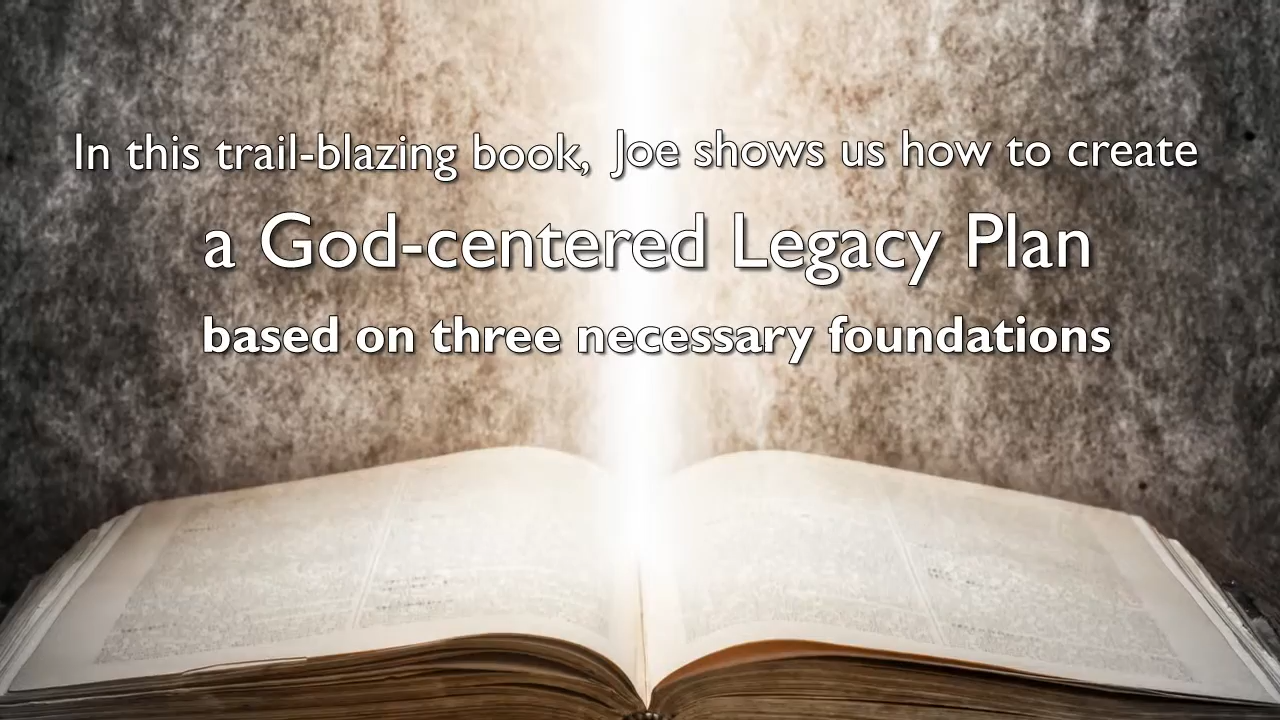 In this trail-blazing book, Joe shows us how to create
a God-centered Legacy Plan
based on three necessary foundations